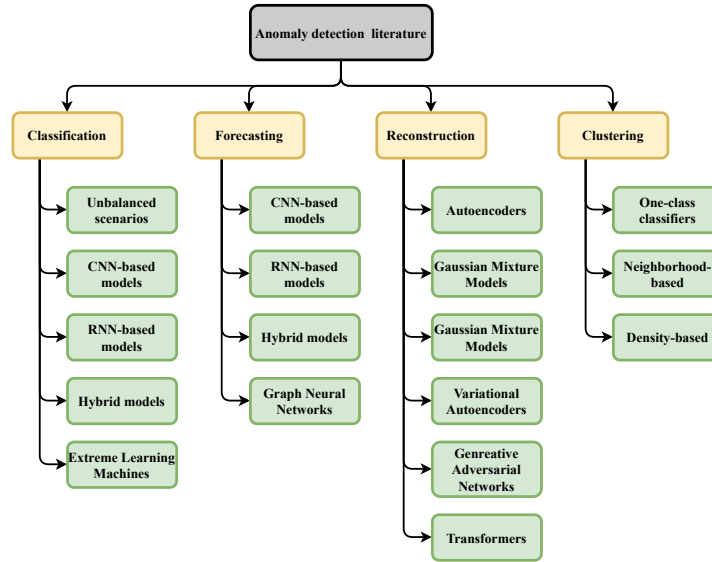 Anomaly detection literature
Classification
Forecasting
Reconstruction
Clustering
Unbalanced
scenarios
CNN-based
models
RNN-based
models
Hybrid models
Extreme Learning
Machines
CNN-based
models
RNN-based
models
Hybrid models
Graph Neural
Networks
Autoencoders
Gaussian Mixture
Models
Gaussian Mixture
Models
Variational
Autoencoders
Genreative
Adversarial
Networks
Transformers
One-class
classifiers
Neighborhood-
based
Density-based